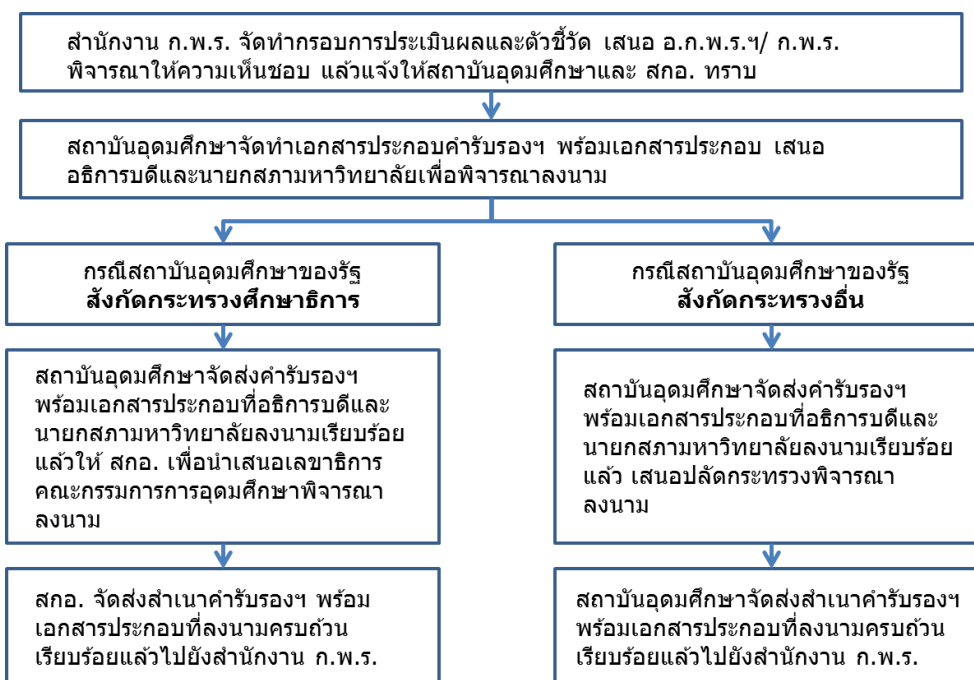 สำนักงาน ก.พ.ร. จัดทำกรอบการประเมินผลและตัวชี้วัด เสนอ อ.ก.พ.ร.ฯ/ ก.พ.ร.
พิจารณาให้ความเห็นชอบ แล้วแจ้งให้สถาบันอุดมศึกษาและ สกอ. ทราบ
สถาบันอุดมศึกษาจัดทำเอกสารประกอบคำรับรองฯ พร้อมเอกสารประกอบ เสนอ
อธิการบดีและนายกสภามหาวิทยาลัยเพื่อพิจารณาลงนาม
กรณีสถาบันอุดมศึกษาของรัฐ
สังกัดกระทรวงศึกษาธิการ
สถาบันอุดมศึกษาจัดส่งคำรับรองฯ
พร้อมเอกสารประกอบที่อธิการบดีและ
นายกสภามหาวิทยาลัยลงนามเรียบร้อย
แล้วให้ สกอ. เพื่อนำเสนอเลขาธิการ
คณะกรรมการการอุดมศึกษาพิจารณา
ลงนาม
สกอ. จัดส่งสำเนาคำรับรองฯ พร้อม
เอกสารประกอบที่ลงนามครบถ้วน
เรียบร้อยแล้วไปยังสำนักงาน ก.พ.ร.
กรณีสถาบันอุดมศึกษาของรัฐ
สังกัดกระทรวงอื่น
สถาบันอุดมศึกษาจัดส่งคำรับรองฯ
พร้อมเอกสารประกอบที่อธิการบดีและ
นายกสภามหาวิทยาลัยลงนามเรียบร้อย
แล้ว เสนอปลัดกระทรวงพิจารณา
ลงนาม
สถาบันอุดมศึกษาจัดส่งสำเนาคำรับรองฯ
พร้อมเอกสารประกอบที่ลงนามครบถ้วน
เรียบร้อยแล้วไปยังสำนักงาน ก.พ.ร.